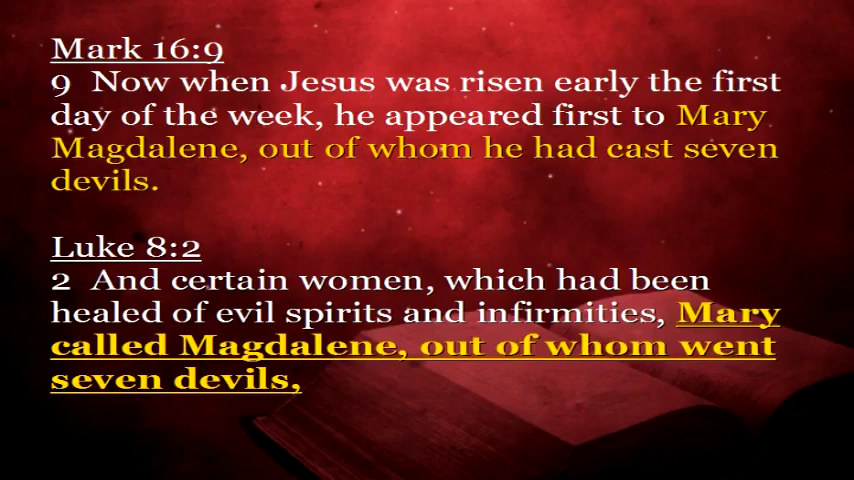 Mark 16:9
9 Now when Jesus was risen early the first
day of the week, he appeared first to Mary
Magdalene, out of whom he had cast seven
devils.
Luke 8:2
2 And certain women, which had been
healed of evil spirits and infirmities, Mary
called Magdalene, out of whom went
seven devils,